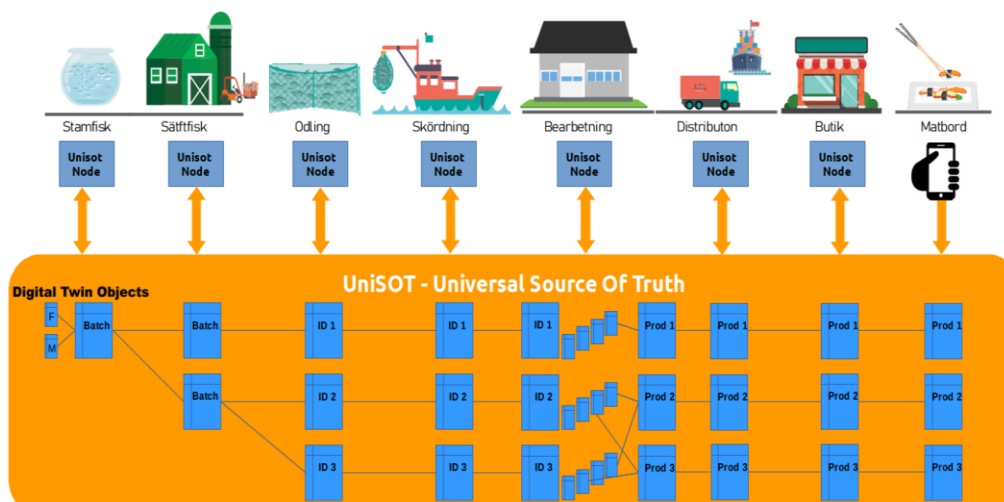 Stamfisk
Sätftfisk
Odling
Skördning
Bearbetning
Distributon
Butik
Matbord
Unisot
Node
Unisot
Node
Unisot
Node
Unisot
Node
Unisot
Node
Unisot
Node
Unisot
Node
UniSOT - Universal Source Of Truth
Digital Twin Objects
F
M
Batch
Batch
ID 1
ID 1
ID 1
Prod 1
Prod 1
Prod 1
Prod 1
Batch
ID 2
ID 2
ID 2
Prod 2
Prod 2
Prod 2
Prod 2
ID 3
ID 3
ID 3
Prod 3
Prod 3
Prod 3
Prod 3